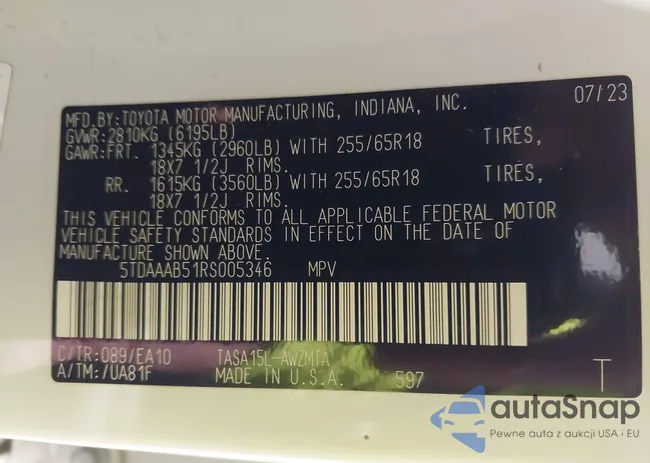 MFD.BY:TOYOTA MOTOR MANUFACTURING, INDIANA, INC. 07/23
GVWR:2810KG (6195LB)
GAWR:FRT. 1345KG (2960LB) WITH 255/65R18 TIRES,
18X7 1/2J RIMS.
RR. 1615KG (3560LB) WITH 255/65R18 TIRES,
18X7 1/2J RIMS.
THIS VEHICLE CONFORMS TO ALL APPLICABLE FEDERAL MOTOR
VEHICLE SAFETY STANDARDS IN EFFECT ON THE DATE OF
MANUFACTURE SHOWN ABOVE.
5TDAAAB51RS005346 MPV
C/TR:089/EA10 TASA15L-AWZMTA
A/TM:/UA81F MADE IN U.S.A. 597 T
autaSnap
Pewne auta z aukcji USA i EU